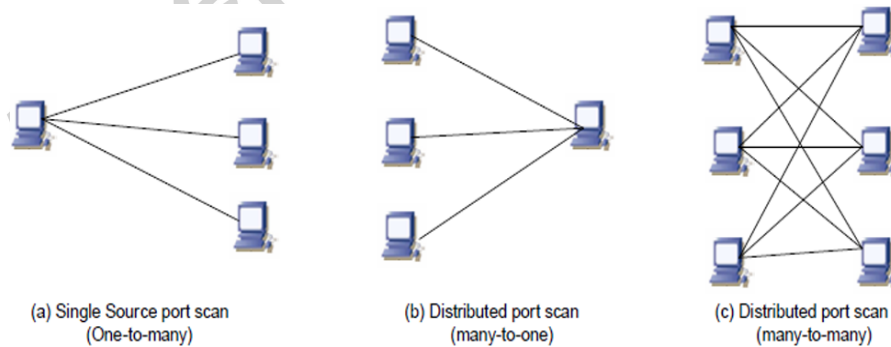 (a) Single Source port scan
(One-to-many)
(b) Distributed port scan
(many-to-one)
(c) Distributed port scan
(many-to-many)